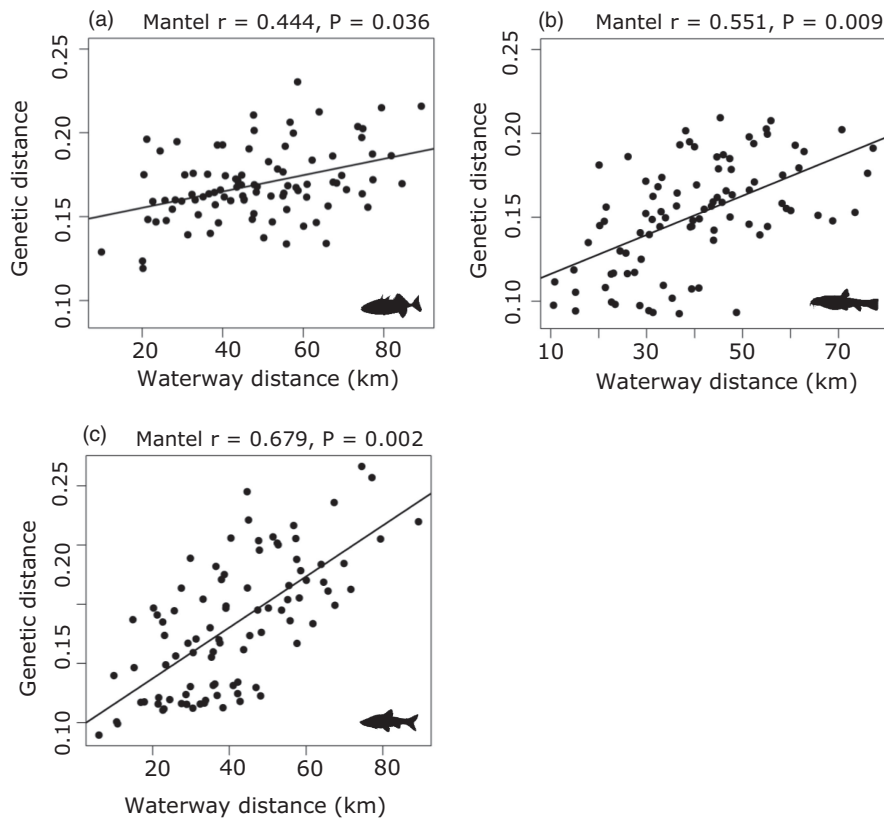 (a) Mantel r = 0.444, P = 0.036
Genetic distance
0.25
0.20
0.15
0.10
20 40 60 80
Waterway distance (km)
(b) Mantel r = 0.551, P = 0.009
Genetic distance
0.25
0.20
0.15
0.10
10 30 50 70
Waterway distance (km)
(c) Mantel r = 0.679, P = 0.002
Genetic distance
0.25
0.20
0.15
0.10
20 40 60 80
Waterway distance (km)